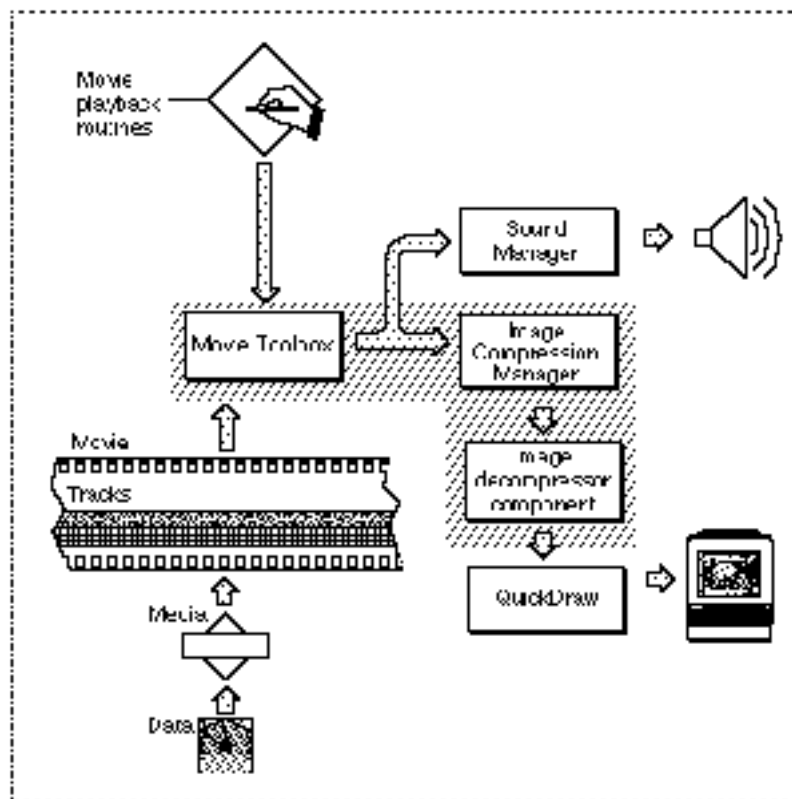 Movie
playback
routines
Sound
Manager
Movie Toolbox
Image
Compression
Manager
Movie
Tracks
Image
decompressor
component
Media
QuickDraw
Data